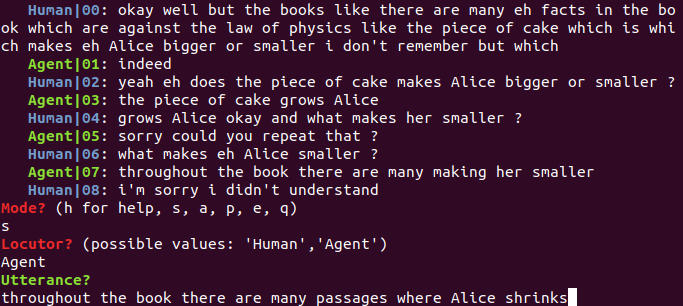 Human|00: okay well but the books like there are many eh facts in the bo
ok which are against the law of physics like the piece of cake which is whi
ch makes eh Alice bigger or smaller i don't remember but which
Agent|01: indeed
Human|02: yeah eh does the piece of cake makes Alice bigger or smaller ?
Agent|03: the piece of cake grows Alice
Human|04: grows Alice okay and what makes her smaller ?
Agent|05: sorry could you repeat that ?
Human|06: what makes eh Alice smaller ?
Agent|07: throughout the book there are many making her smaller
Human|08: i'm sorry i didn't understand
Mode? (h for help, s, a, p, e, q)
s
Locutor? (possible values: 'Human','Agent')
Agent
Utterance?
throughout the book there are many passages where Alice shrinks